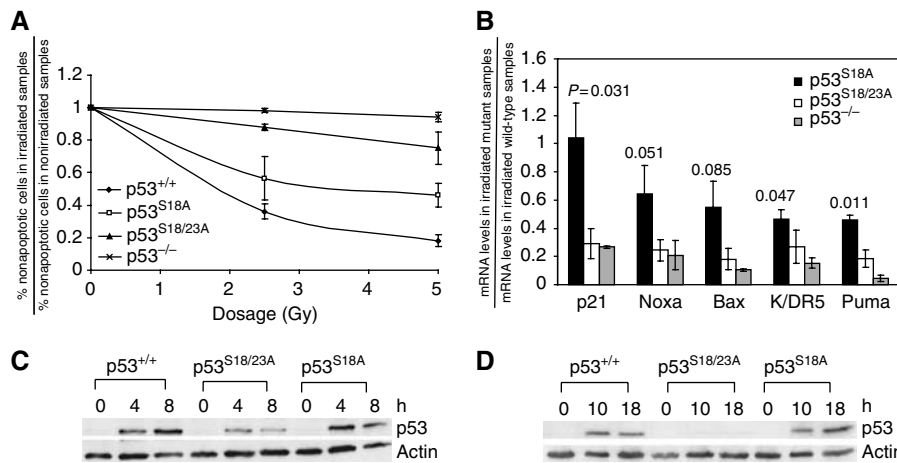 A
% nonapoptotic cells in irradiated samples
% nonapoptotic cells in nonirradiated samples
1.2
1
0.8
0.6
0.4
0.2
0
p53+/+
p53S18A
p53S18/23A
p53−/−
0 1 2 3 4 5
Dosage (Gy)
B
mRNA levels in irradiated mutant samples
mRNA levels in irradiated wild-type samples
1.6
1.4
1.2
1
0.8
0.6
0.4
0.2
0
P=0.031
0.051
0.085
0.047
0.011
p53S18A
p53S18/23A
p53−/−
p21 Noxa Bax K/DR5 Puma
C
p53+/+ p53S18/23A p53S18A
0 4 8 0 4 8 0 4 8 h
p53
Actin
D
p53+/+ p53S18/23A p53S18A
0 10 18 0 10 18 0 10 18 h
p53
Actin